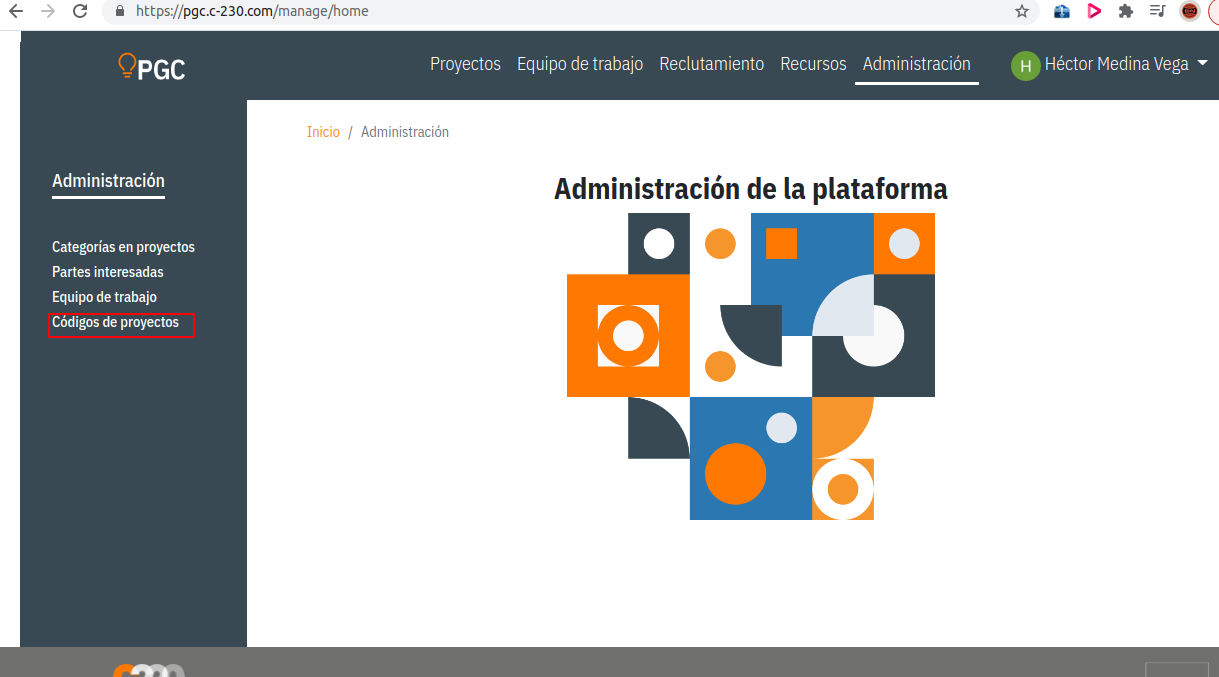 https://pgc.c-230.com/manage/home
PGC
Proyectos Equipo de trabajo Reclutamiento Recursos Administración H Héctor Medina Vega
Inicio / Administración
Administración
Administración de la plataforma
Categorías en proyectos
Partes interesadas
Equipo de trabajo
Códigos de proyectos